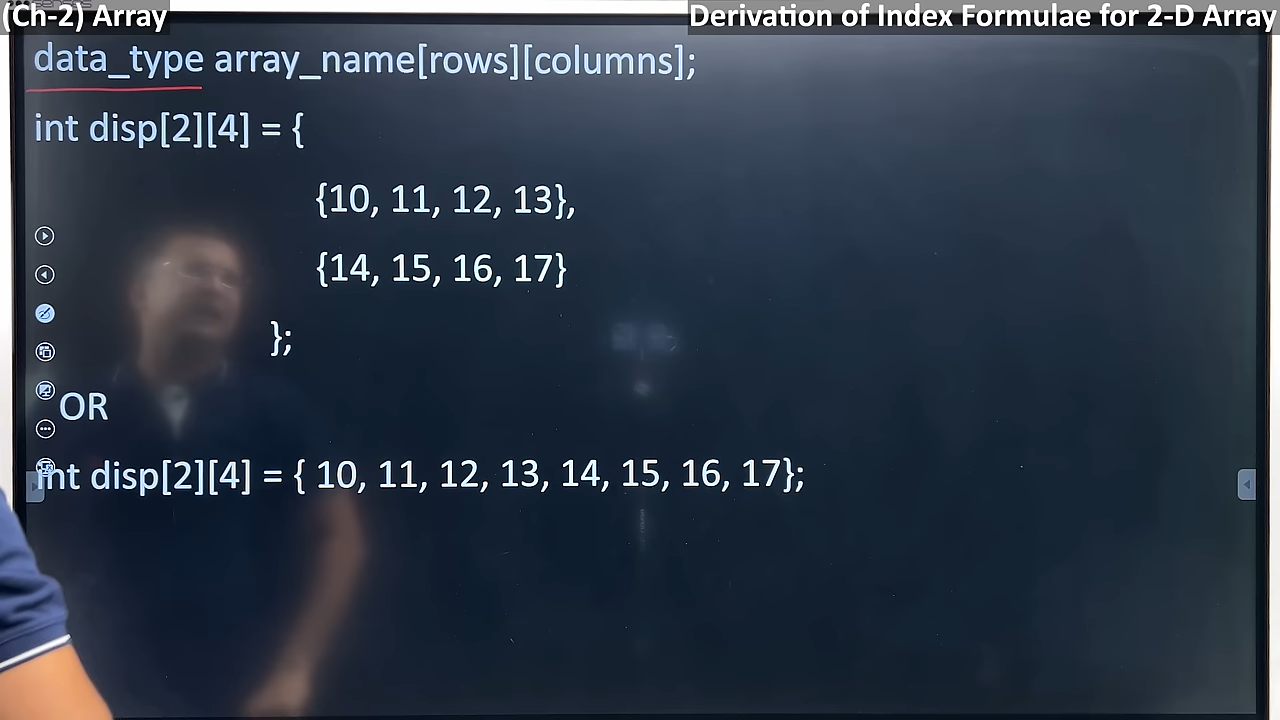 (Ch-2) Array
Derivation of Index Formulae for 2-D Array
data_type array_name[rows][columns];
int disp[2][4] = {
{10, 11, 12, 13},
{14, 15, 16, 17}
};
OR
int disp[2][4] = { 10, 11, 12, 13, 14, 15, 16, 17};